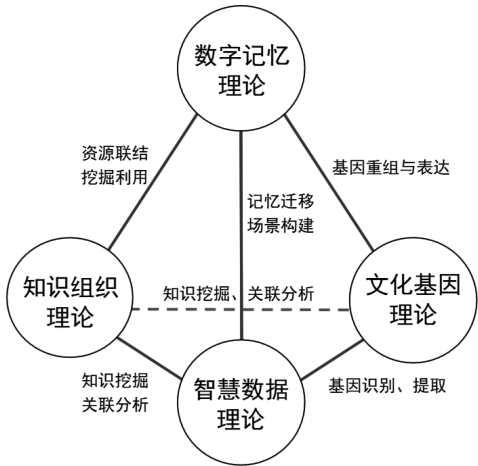 数字记忆
理论
资源联结
挖掘利用
基因重组与表达
记忆迁移
场景构建
知识组织
理论
知识挖掘、关联分析
文化基因
理论
知识挖掘
关联分析
智慧数据
理论
基因识别、提取